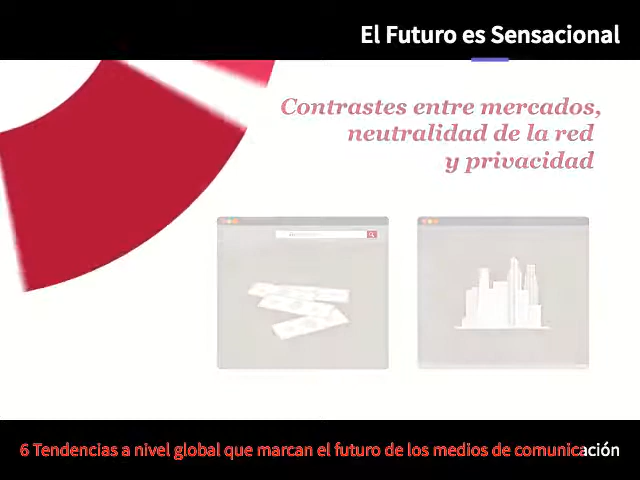 El Futuro es Sensacional
Contrastes entre mercados,
neutralidad de la red
y privacidad
6 Tendencias a nivel global que marcan el futuro de los medios de comunicación